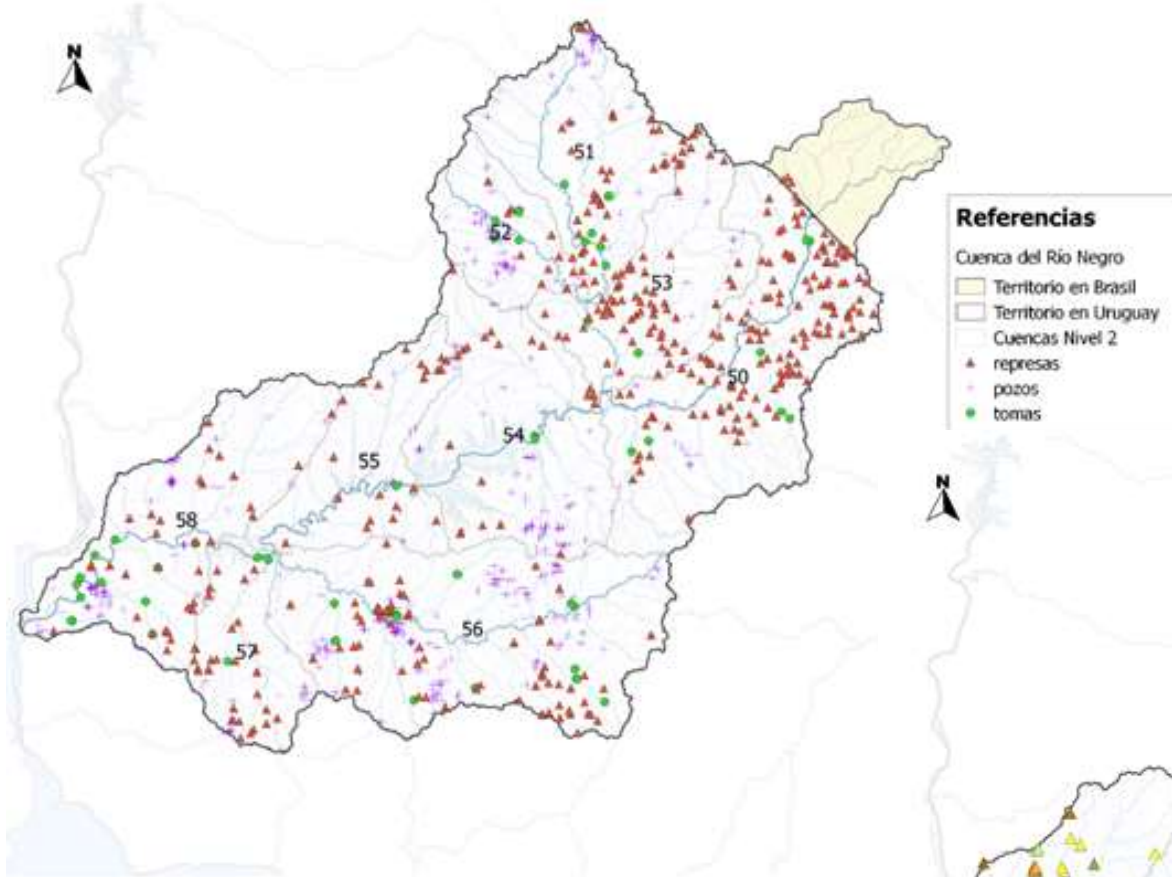 N
51
52
53
50
54
55
58
56
57
Referencias
Cuenca del Río Negro
Territorio en Brasil
Territorio en Uruguay
Cuencas Nivel 2
represas
pozos
tomas
N